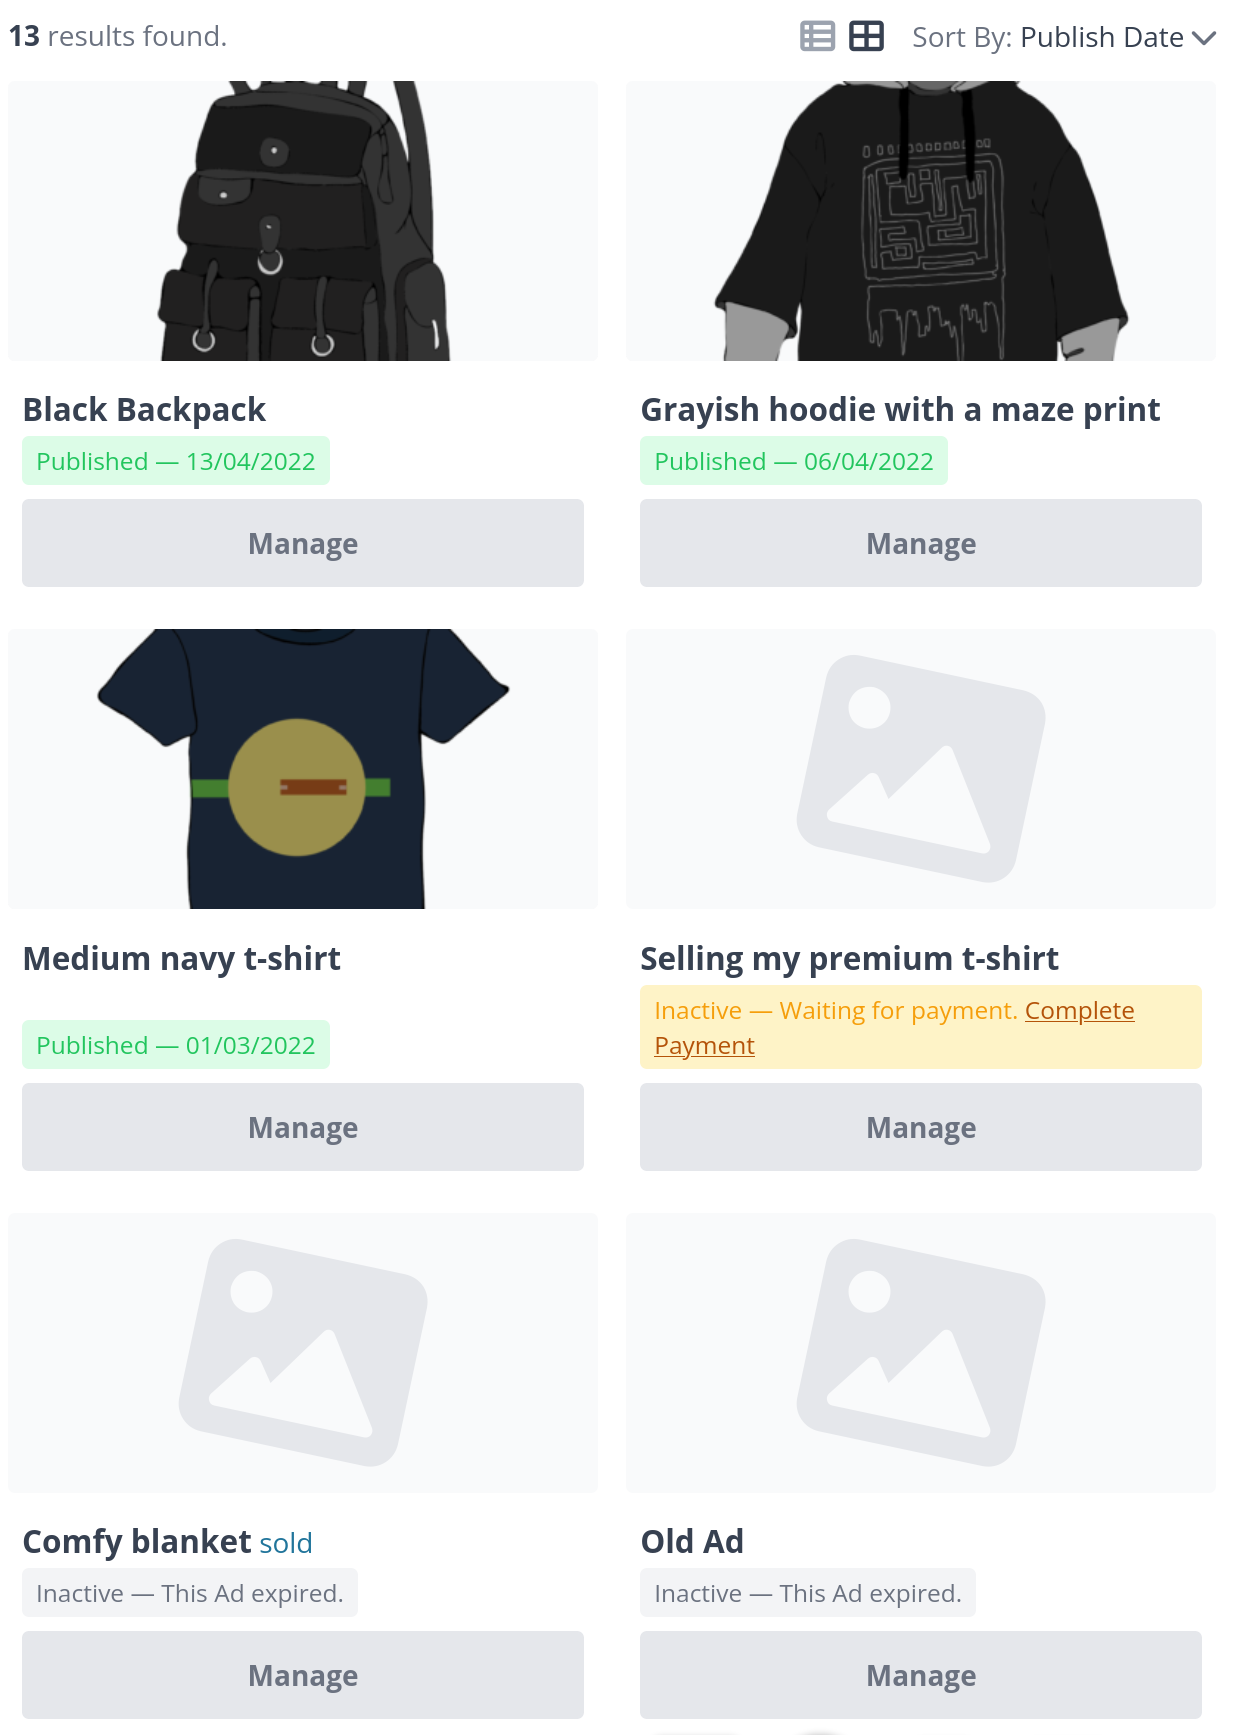 13 results found.
Sort By: Publish Date
Black Backpack
Published — 13/04/2022
Manage
Grayish hoodie with a maze print
Published — 06/04/2022
Manage
Medium navy t-shirt
Published — 01/03/2022
Manage
Selling my premium t-shirt
Inactive — Waiting for payment. Complete
Payment
Manage
Comfy blanket sold
Inactive — This Ad expired.
Manage
Old Ad
Inactive — This Ad expired.
Manage